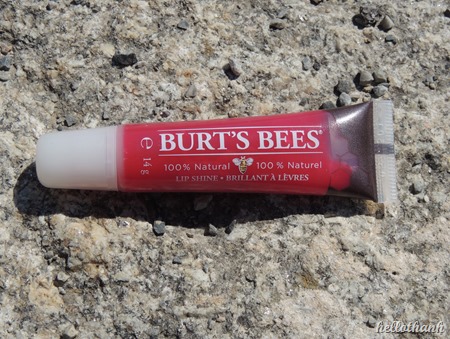 BURT'S BEES®
100% Natural 100% Naturel
LIP SHINE • BRILLANT À LÈVRES
℮ 14 g
hellothanh